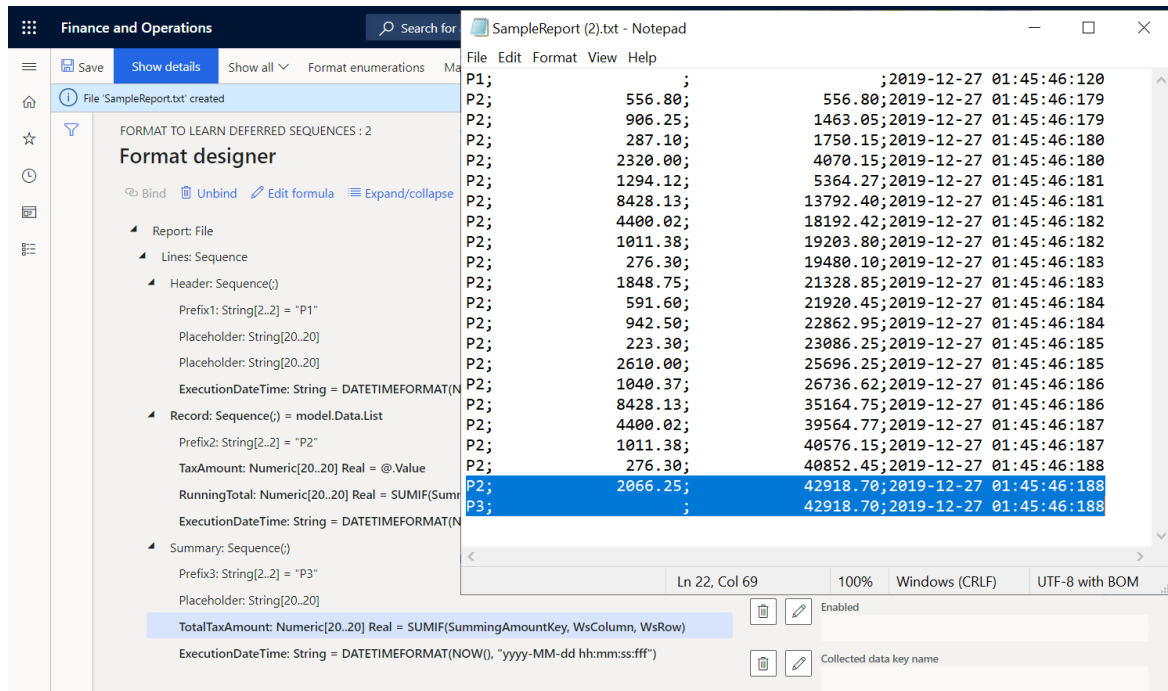 Finance and Operations
Search for
Save Show details Show all Format enumerations Ma
File 'SampleReport.txt' created
FORMAT TO LEARN DEFERRED SEQUENCES : 2
Format designer
Bind Unbind Edit formula Expand/collapse
Report: File
Lines: Sequence
Header: Sequence(;)
Prefix1: String[2..2] = "P1"
Placeholder: String[20..20]
Placeholder: String[20..20]
ExecutionDateTime: String = DATETIMEFORMAT(N
Record: Sequence(;) = model.Data.List
Prefix2: String[2..2] = "P2"
TaxAmount: Numeric[20..20] Real = @.Value
RunningTotal: Numeric[20..20] Real = SUMIF(Summ
ExecutionDateTime: String = DATETIMEFORMAT(N
Summary: Sequence(;)
Prefix3: String[2..2] = "P3"
Placeholder: String[20..20]
TotalTaxAmount: Numeric[20..20] Real = SUMIF(SummingAmountKey, WsColumn, WsRow)
ExecutionDateTime: String = DATETIMEFORMAT(NOW(), "yyyy-MM-dd hh:mm:ss:fff")
SampleReport (2).txt - Notepad
File Edit Format View Help
P1; ; ;2019-12-27 01:45:46:120
P2; 556.80; 556.80;2019-12-27 01:45:46:179
P2; 906.25; 1463.05;2019-12-27 01:45:46:179
P2; 287.10; 1750.15;2019-12-27 01:45:46:180
P2; 2320.00; 4070.15;2019-12-27 01:45:46:180
P2; 1294.12; 5364.27;2019-12-27 01:45:46:181
P2; 8428.13; 13792.40;2019-12-27 01:45:46:181
P2; 4400.02; 18192.42;2019-12-27 01:45:46:182
P2; 1011.38; 19203.80;2019-12-27 01:45:46:182
P2; 276.30; 19480.10;2019-12-27 01:45:46:183
P2; 1848.75; 21328.85;2019-12-27 01:45:46:183
P2; 591.60; 21920.45;2019-12-27 01:45:46:184
P2; 942.50; 22862.95;2019-12-27 01:45:46:184
P2; 223.30; 23086.25;2019-12-27 01:45:46:185
P2; 2610.00; 25696.25;2019-12-27 01:45:46:185
P2; 1040.37; 26736.62;2019-12-27 01:45:46:186
P2; 8428.13; 35164.75;2019-12-27 01:45:46:186
P2; 4400.02; 39564.77;2019-12-27 01:45:46:187
P2; 1011.38; 40576.15;2019-12-27 01:45:46:187
P2; 276.30; 40852.45;2019-12-27 01:45:46:188
P2; 2066.25; 42918.70;2019-12-27 01:45:46:188
P3; ; 42918.70;2019-12-27 01:45:46:188
Ln 22, Col 69 100% Windows (CRLF) UTF-8 with BOM
Enabled
Collected data key name